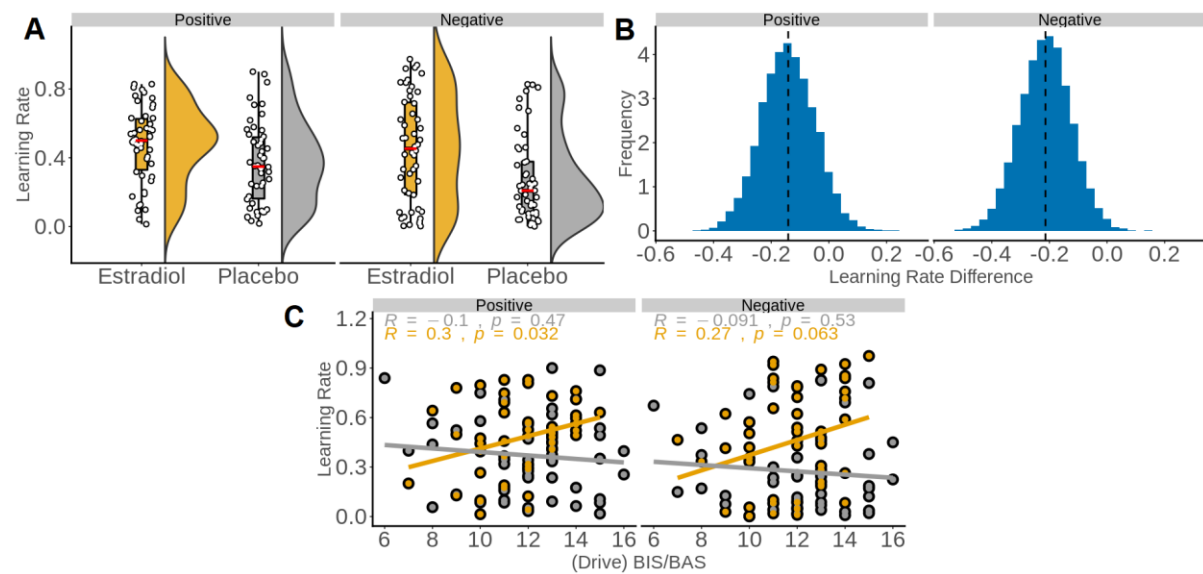 A
Positive
Negative
Learning Rate
0.8
0.4
0.0
Estradiol
Placebo
Estradiol
Placebo
B
Positive
Negative
Frequency
4
3
2
1
0
-0.6
-0.4
-0.2
0.0
0.2
-0.6
-0.4
-0.2
0.0
0.2
Learning Rate Difference
C
Positive
Negative
R = −0.1 , p = 0.47
R = 0.3 , p = 0.032
R = −0.091 , p = 0.53
R = 0.27 , p = 0.063
Learning Rate
1.2
0.9
0.6
0.3
0.0
6 8 10 12 14 16
6 8 10 12 14 16
(Drive) BIS/BAS